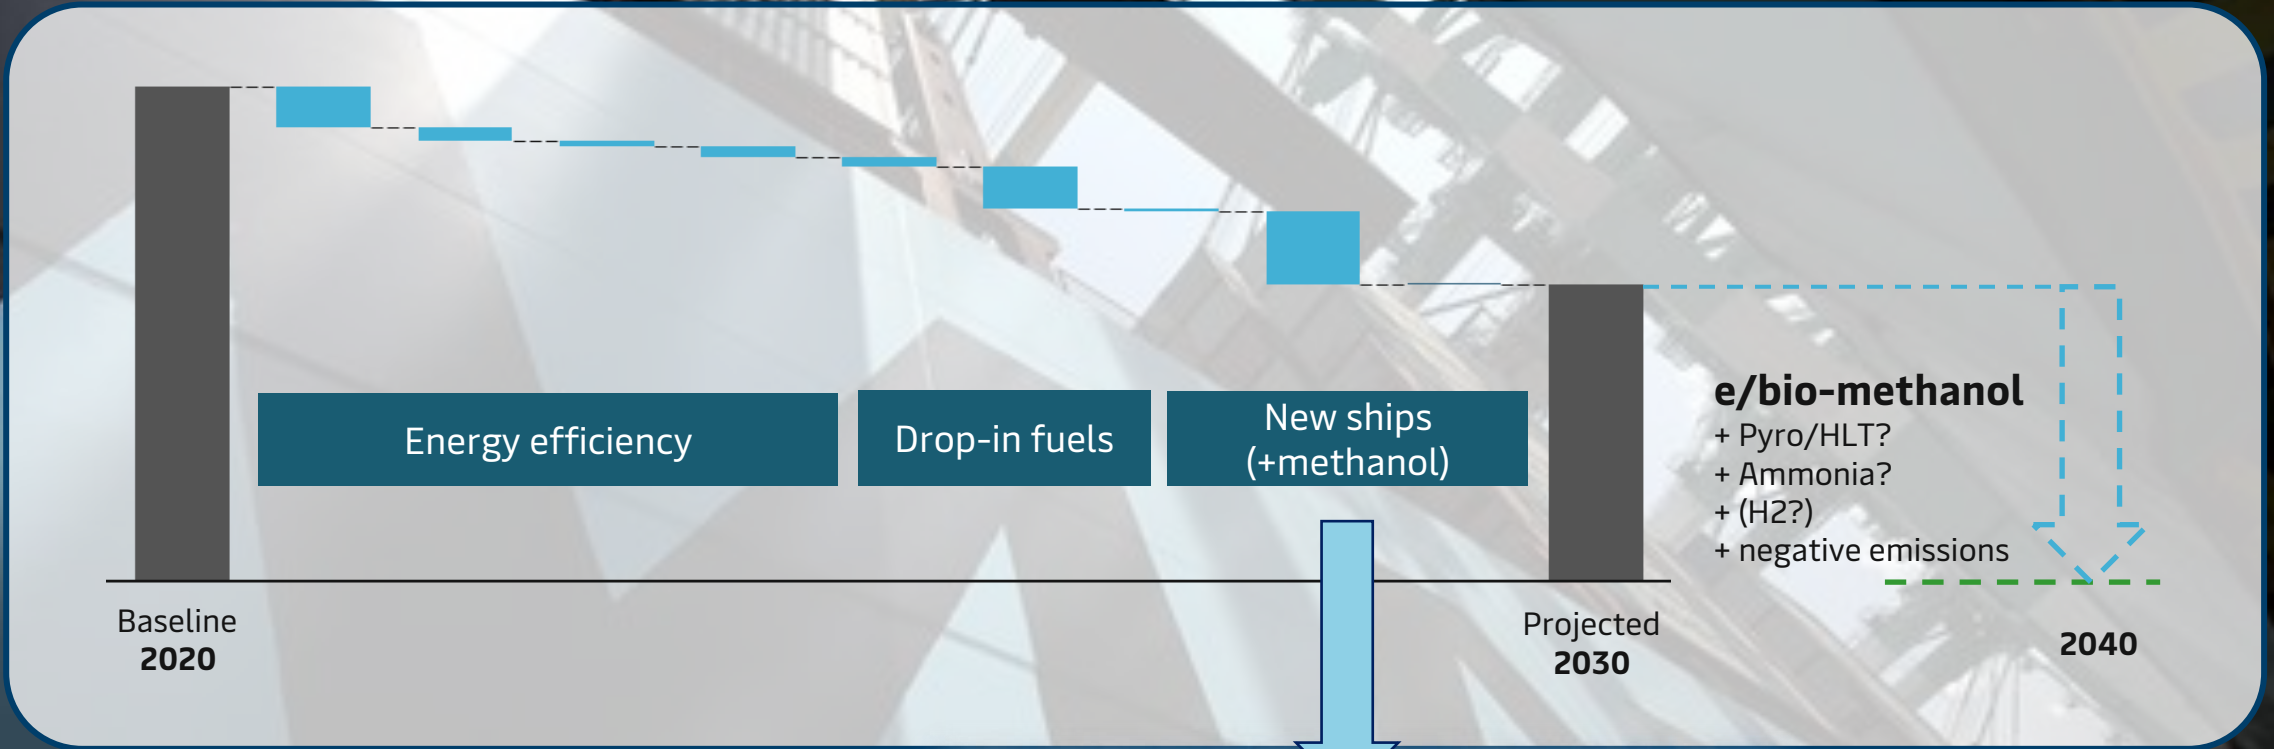 Energy efficiency
Drop-in fuels
New ships
(+methanol)
e/bio-methanol
+ Pyro/HLT?
+ Ammonia?
+ (H2?)
+ negative emissions
Baseline
2020
Projected
2030
2040